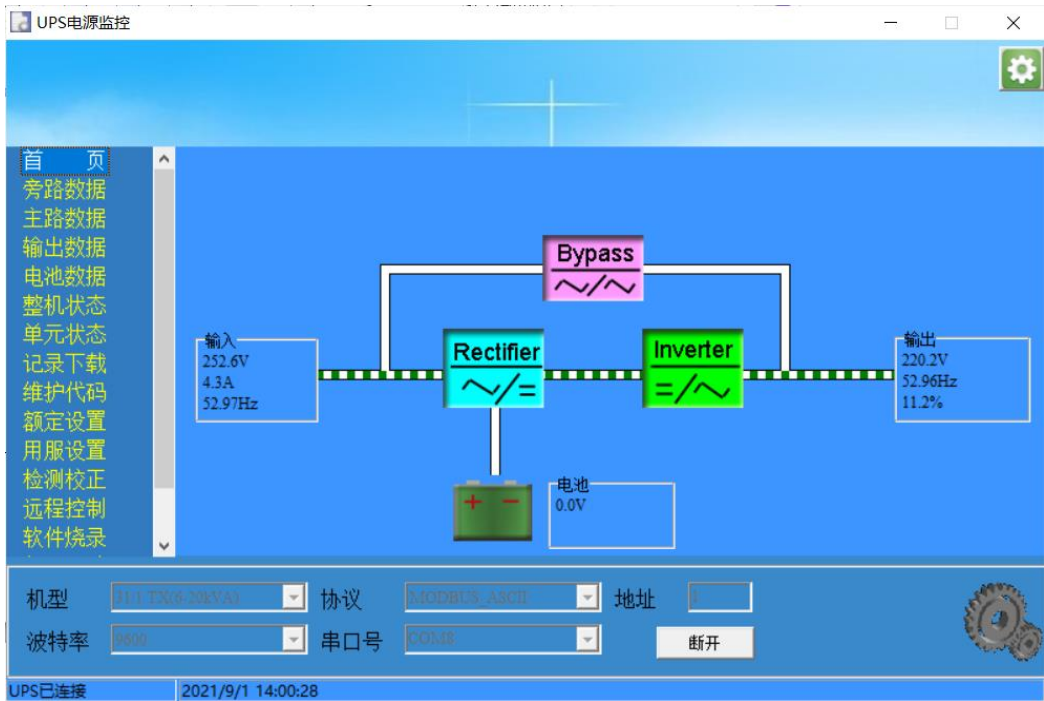 UPS电源监控
首 页
旁路数据
主路数据
输出数据
电池数据
整机状态
单元状态
记录下载
维护代码
额定设置
用服设置
检测校正
远程控制
软件烧录
Bypass
输入
252.6V
4.3A
52.97Hz
Rectifier
Inverter
输出
220.2V
52.96Hz
11.2%
电池
0.0V
机型
协议 MODBUS_ASCII
地址 1
波特率 9600
串口号 COM8
断开
UPS已连接 2021/9/1 14:00:28